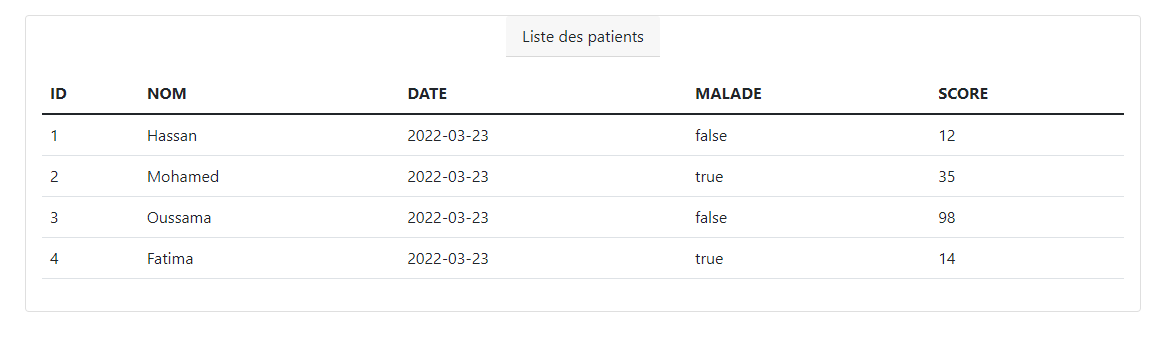 Liste des patients
ID NOM DATE MALADE SCORE
1 Hassan 2022-03-23 false 12
2 Mohamed 2022-03-23 true 35
3 Oussama 2022-03-23 false 98
4 Fatima 2022-03-23 true 14